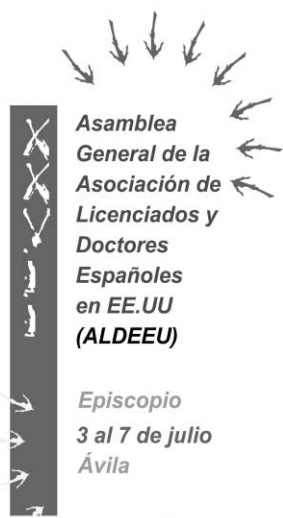 Asamblea
General de la
Asociación de
Licenciados y
Doctores
Españoles
en EE.UU
(ALDEEU)
Episcopio
3 al 7 de julio
Ávila